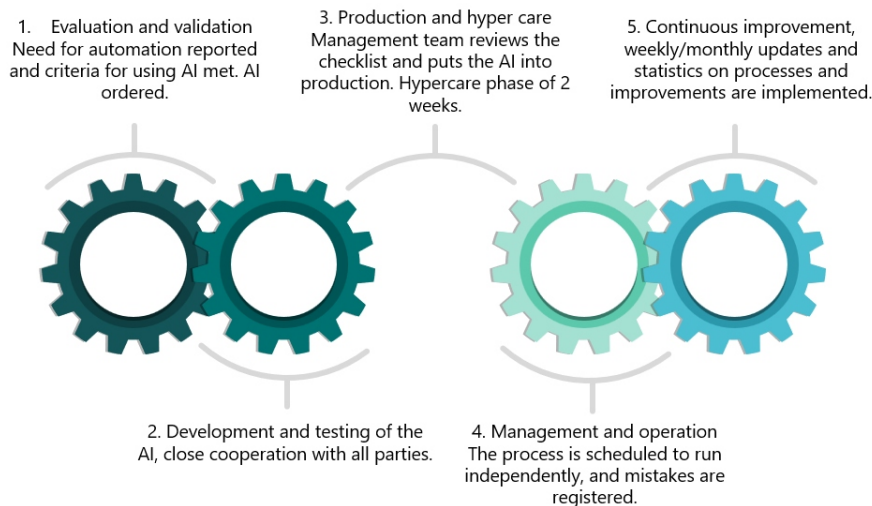 1. Evaluation and validation
Need for automation reported
and criteria for using AI met. AI
ordered.
2. Development and testing of the
AI, close cooperation with all parties.
3. Production and hyper care
Management team reviews the
checklist and puts the AI into
production. Hypercare phase of 2
weeks.
4. Management and operation
The process is scheduled to run
independently, and mistakes are
registered.
5. Continuous improvement,
weekly/monthly updates and
statistics on processes and
improvements are implemented.